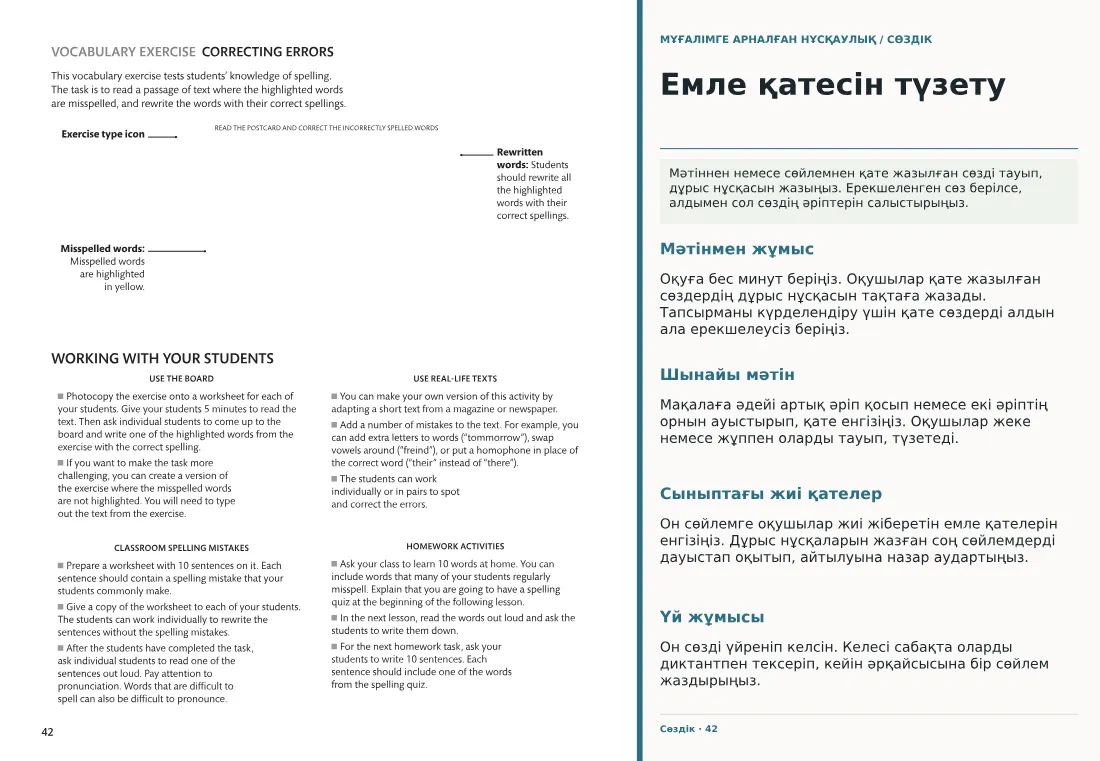 VOCABULARY EXERCISE CORRECTING ERRORS
This vocabulary exercise tests students' knowledge of spelling.
The task is to read a passage of text where the highlighted words
are misspelled, and rewrite the words with their correct spellings.
Exercise type icon
READ THE POSTCARD AND CORRECT THE INCORRECTLY SPELLED WORDS
Rewritten
words: Students
should rewrite all
the highlighted
words with their
correct spellings.
Misspelled words:
Misspelled words
are highlighted
in yellow.
WORKING WITH YOUR STUDENTS
USE THE BOARD
■ Photocopy the exercise onto a worksheet for each of
your students. Give your students 5 minutes to read the
text. Then ask individual students to come up to the
board and write one of the highlighted words from the
exercise with the correct spelling.
■ If you want to make the task more
challenging, you can create a version of
the exercise where the misspelled words
are not highlighted. You will need to type
out the text from the exercise.
USE REAL-LIFE TEXTS
■ You can make your own version of this activity by
adapting a short text from a magazine or newspaper.
■ Add a number of mistakes to the text. For example, you
can add extra letters to words ("tommorrow"), swap
vowels around ("freind"), or put a homophone in place of
the correct word ("their" instead of "there").
■ The students can work
individually or in pairs to spot
and correct the errors.
CLASSROOM SPELLING MISTAKES
■ Prepare a worksheet with 10 sentences on it. Each
sentence should contain a spelling mistake that your
students commonly make.
■ Give a copy of the worksheet to each of your students.
The students can work individually to rewrite the
sentences without the spelling mistakes.
■ After the students have completed the task,
ask individual students to read one of the
sentences out loud. Pay attention to
pronunciation. Words that are difficult to
spell can also be difficult to pronounce.
HOMEWORK ACTIVITIES
■ Ask your class to learn 10 words at home. You can
include words that many of your students regularly
misspell. Explain that you are going to have a spelling
quiz at the beginning of the following lesson.
■ In the next lesson, read the words out loud and ask the
students to write them down.
■ For the next homework task, ask your
students to write 10 sentences. Each
sentence should include one of the words
from the spelling quiz.
42
МҰҒАЛІМГЕ АРНАЛҒАН НҰСҚАУЛЫҚ / СӨЗДІК
Емле қатесін түзету
Мәтіннен немесе сөйлемнен қате жазылған сөзді тауып,
дұрыс нұсқасын жазыңыз. Ерекшеленген сөз берілсе,
алдымен сол сөздің әріптерін салыстырыңыз.
Мәтінмен жұмыс
Оқуға бес минут беріңіз. Оқушылар қате жазылған
сөздердің дұрыс нұсқасын тақтаға жазады.
Тапсырманы күрделендіру үшін қате сөздерді алдын
ала ерекшелеусіз беріңіз.
Шынайы мәтін
Мақалаға әдейі артық әріп қосып немесе екі әріптің
орнын ауыстырып, қате енгізіңіз. Оқушылар жеке
немесе жұппен оларды тауып, түзетеді.
Сыныптағы жиі қателер
Он сөйлемге оқушылар жиі жіберетін емле қателерін
енгізіңіз. Дұрыс нұсқаларын жазған соң сөйлемдерді
дауыстап оқытып, айтылуына назар аудартыңыз.
Үй жұмысы
Он сөзді үйреніп келсін. Келесі сабақта оларды
диктантпен тексеріп, кейін әрқайсысына бір сөйлем
жаздырыңыз.
Сөздік · 42